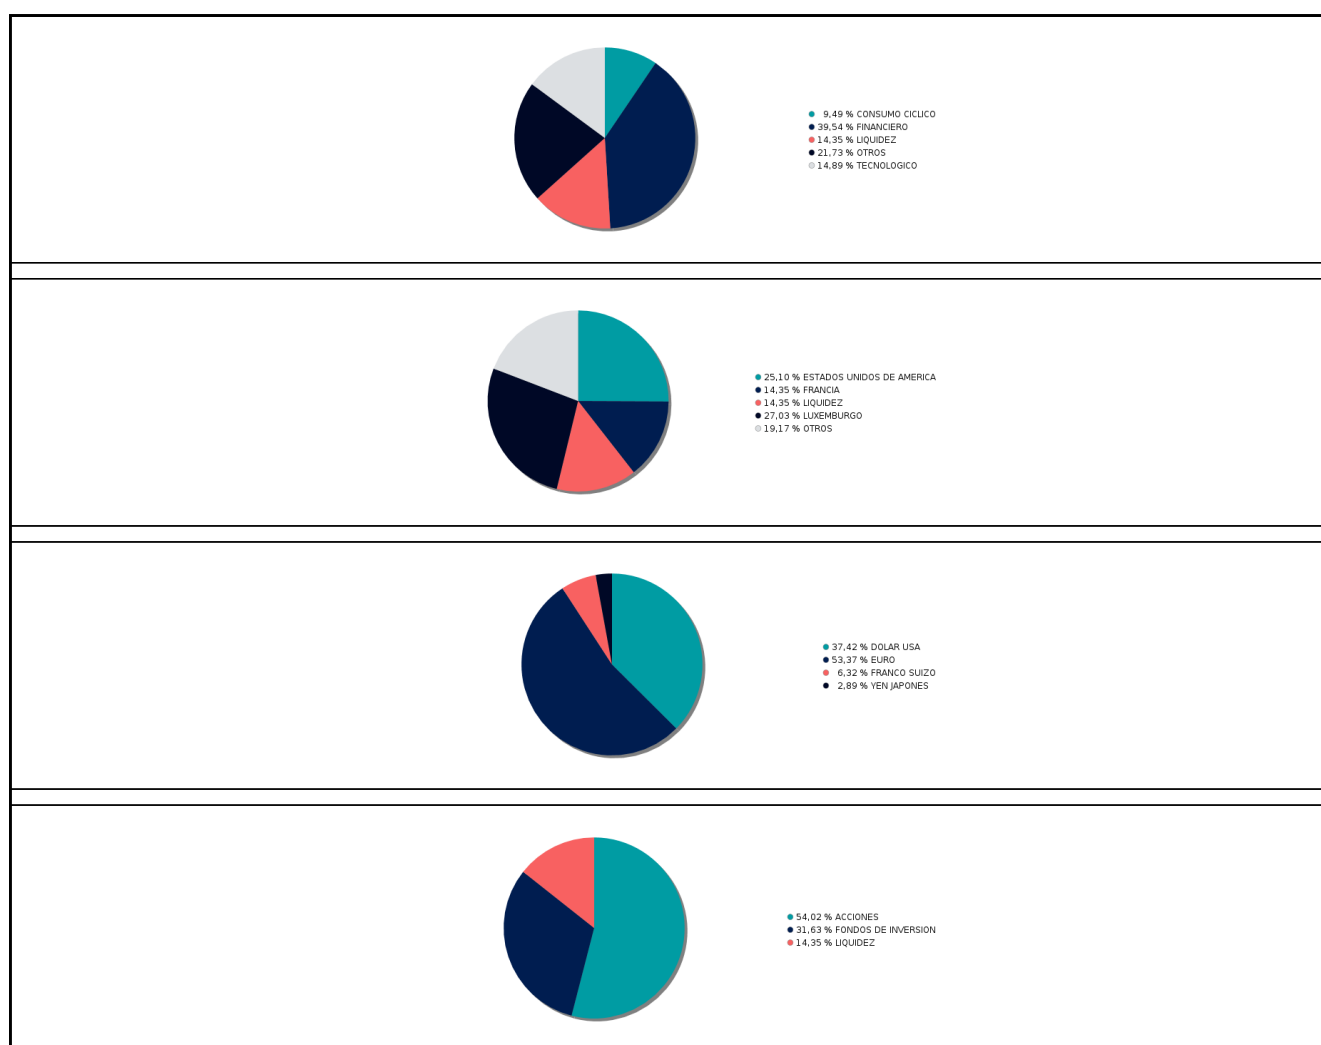 9,49 % CONSUMO CICLICO
39,54 % FINANCIERO
14,35 % LIQUIDEZ
21,73 % OTROS
14,89 % TECNOLOGICO
25,10 % ESTADOS UNIDOS DE AMERICA
14,35 % FRANCIA
14,35 % LIQUIDEZ
27,03 % LUXEMBURGO
19,17 % OTROS
37,42 % DOLAR USA
53,37 % EURO
6,32 % FRANCO SUIZO
2,89 % YEN JAPONES
54,02 % ACCIONES
31,63 % FONDOS DE INVERSION
14,35 % LIQUIDEZ